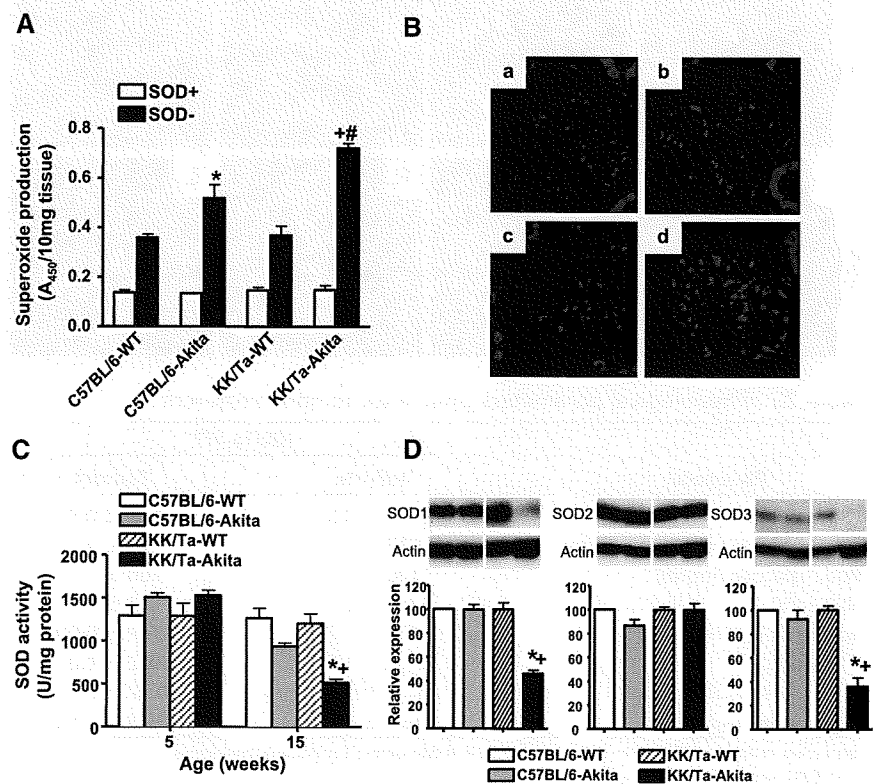 A
SOD+
SOD-
Superoxide production
(A450/10mg tissue)
0.8
0.6
0.4
0.2
0.0
*
+#
C57BL/6-WT
C57BL/6-Akita
KK/Ta-WT
KK/Ta-Akita
B
a
b
c
d
C
C57BL/6-WT
C57BL/6-Akita
KK/Ta-WT
KK/Ta-Akita
SOD activity
(U/mg protein)
2000
1500
1000
500
0
*+
5
15
Age (weeks)
D
SOD1
Actin
SOD2
Actin
SOD3
Actin
Relative expression
120
100
80
60
40
20
0
*+
120
100
80
60
40
20
0
120
100
80
60
40
20
0
*+
C57BL/6-WT
C57BL/6-Akita
KK/Ta-WT
KK/Ta-Akita